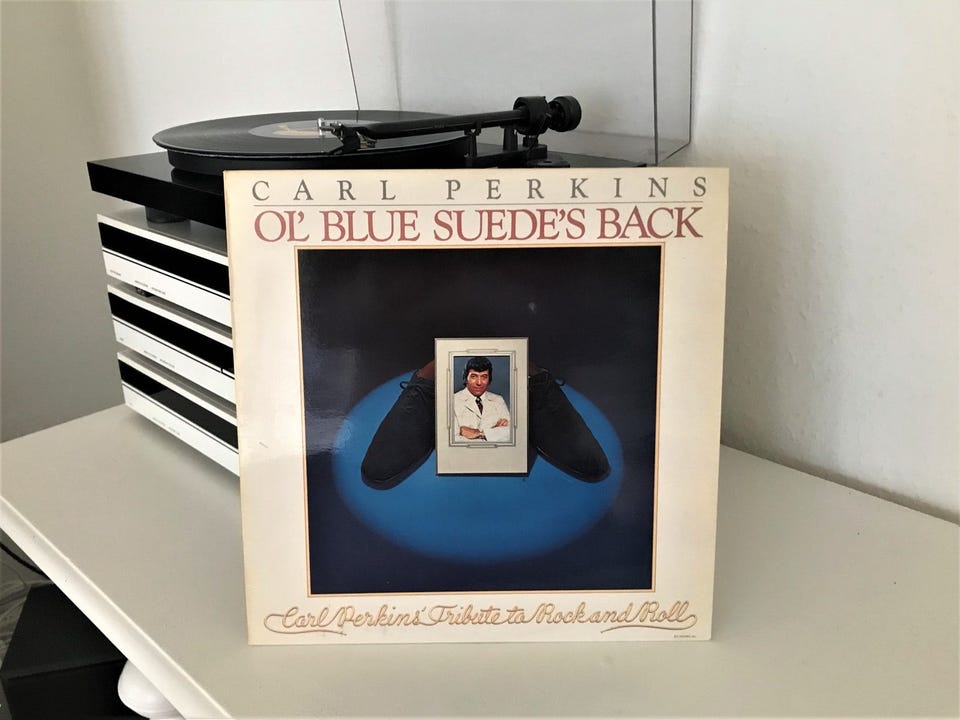 CARL PERKINS
OL' BLUE SUEDE'S BACK
Carl Perkins' Tribute to Rock and Roll